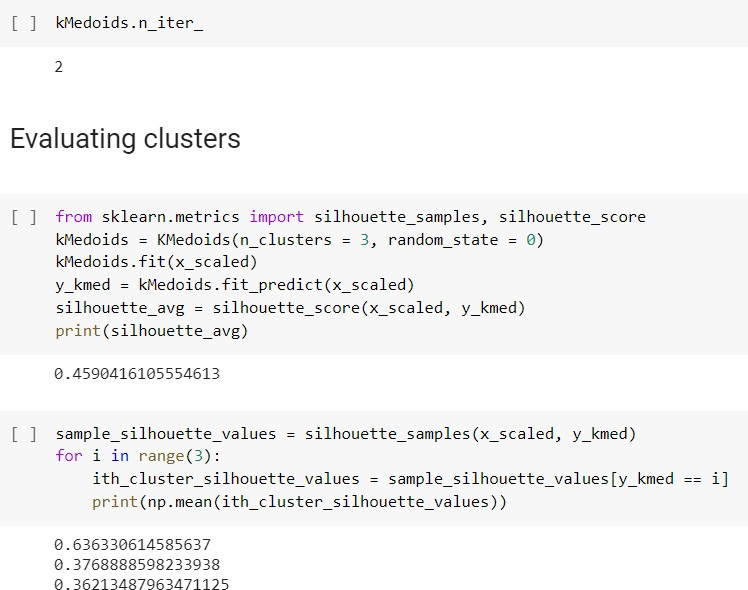 [ ] kMedoids.n_iter_
2
Evaluating clusters
[ ] from sklearn.metrics import silhouette_samples, silhouette_score
kMedoids = KMedoids(n_clusters = 3, random_state = 0)
kMedoids.fit(x_scaled)
y_kmed = kMedoids.fit_predict(x_scaled)
silhouette_avg = silhouette_score(x_scaled, y_kmed)
print(silhouette_avg)
0.4590416105554613
[ ] sample_silhouette_values = silhouette_samples(x_scaled, y_kmed)
for i in range(3):
    ith_cluster_silhouette_values = sample_silhouette_values[y_kmed == i]
    print(np.mean(ith_cluster_silhouette_values))
0.636330614585637
0.3768888598233938
0.36213487963471125